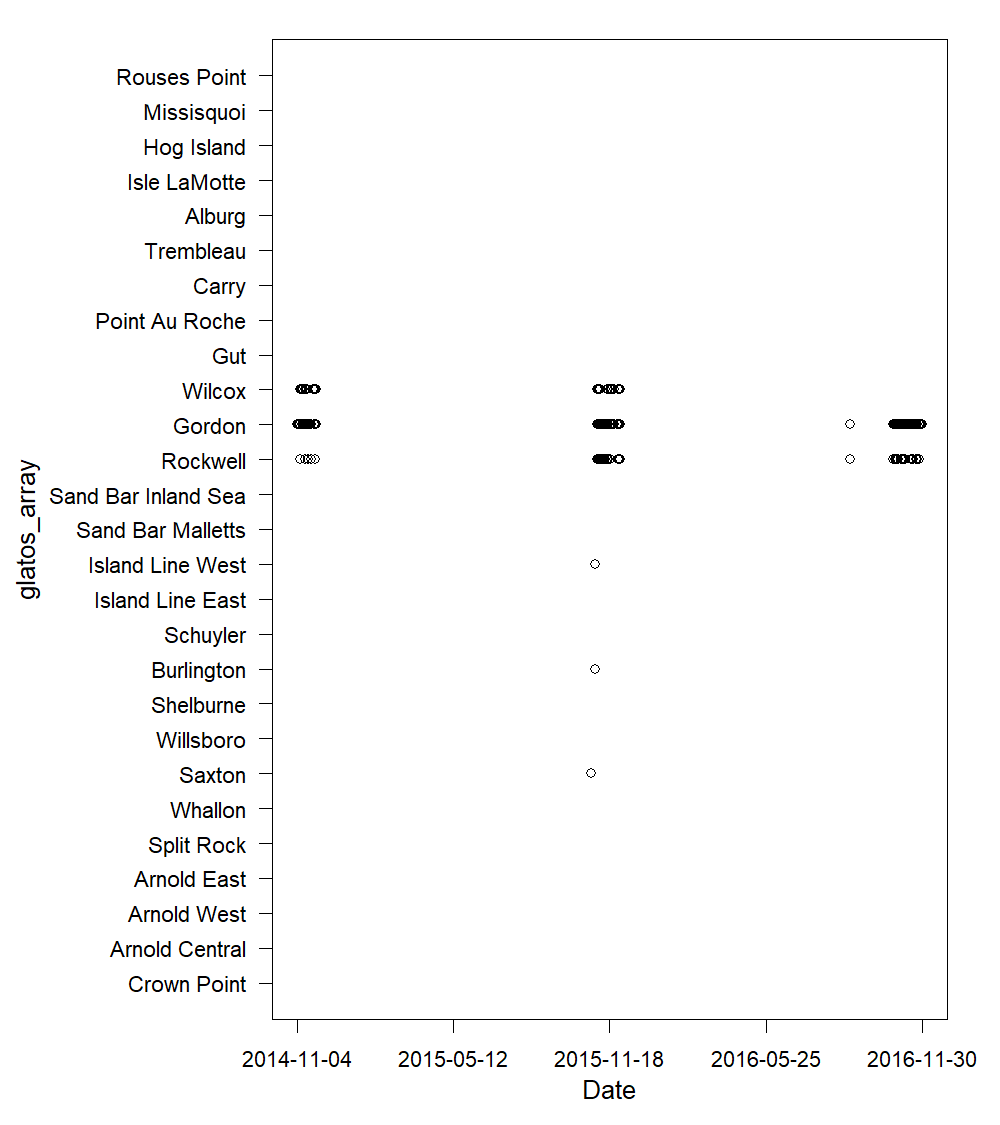 Rouses Point
Missisquoi
Hog Island
Isle LaMotte
Alburg
Trembleau
Carry
Point Au Roche
Gut
Wilcox
Gordon
Rockwell
Sand Bar Inland Sea
Sand Bar Malletts
Island Line West
Island Line East
Schuyler
Burlington
Shelburne
Willsboro
Saxton
Whallon
Split Rock
Arnold East
Arnold West
Arnold Central
Crown Point
glatos_array
2014-11-04 2015-05-12 2015-11-18 2016-05-25 2016-11-30
Date